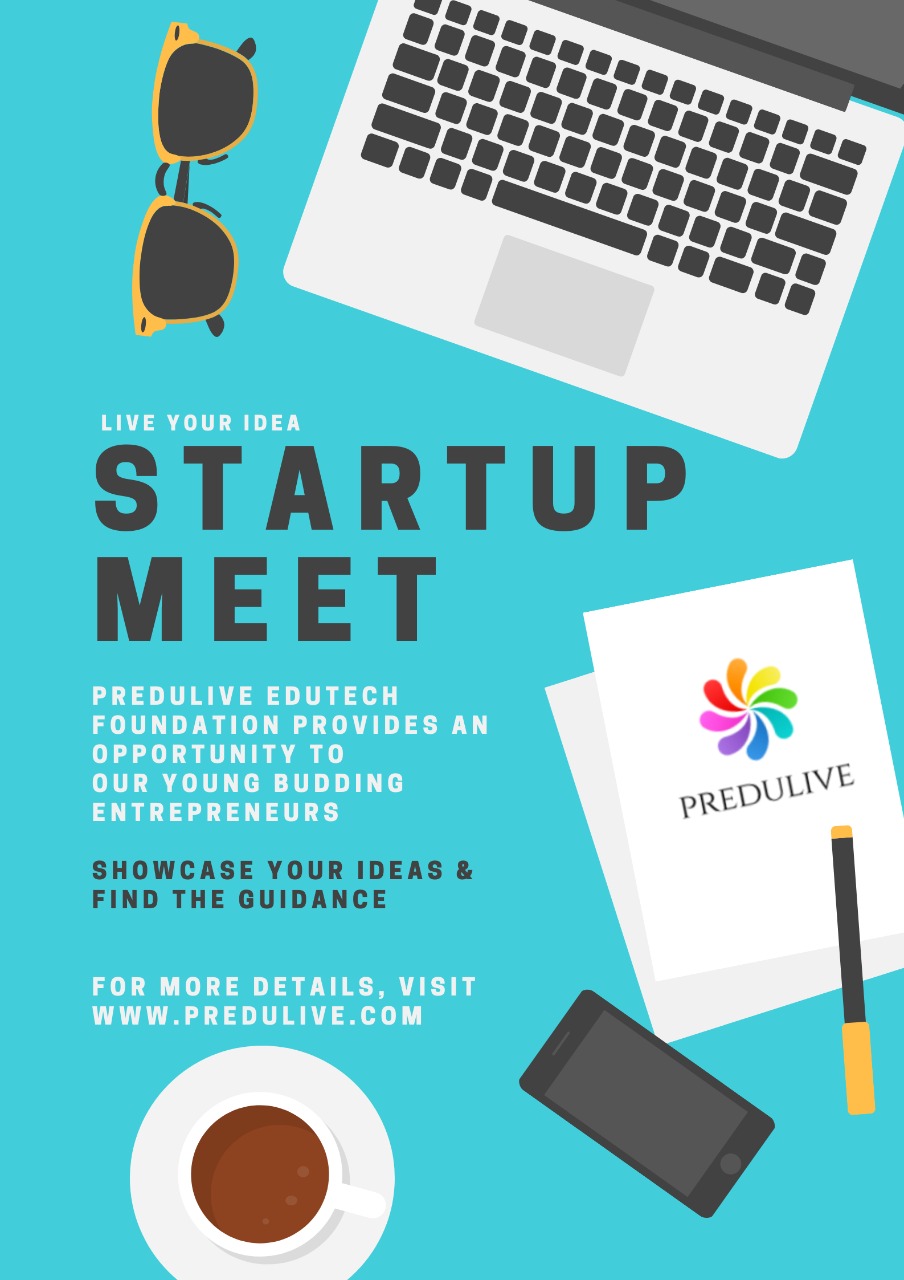 LIVE YOUR IDEA
STARTUP
MEET
PREDULIVE EDUTECH
FOUNDATION PROVIDES AN
OPPORTUNITY TO
OUR YOUNG BUDDING
ENTREPRENEURS
SHOWCASE YOUR IDEAS &
FIND THE GUIDANCE
FOR MORE DETAILS, VISIT
WWW.PREDULIVE.COM
PREDULIVE